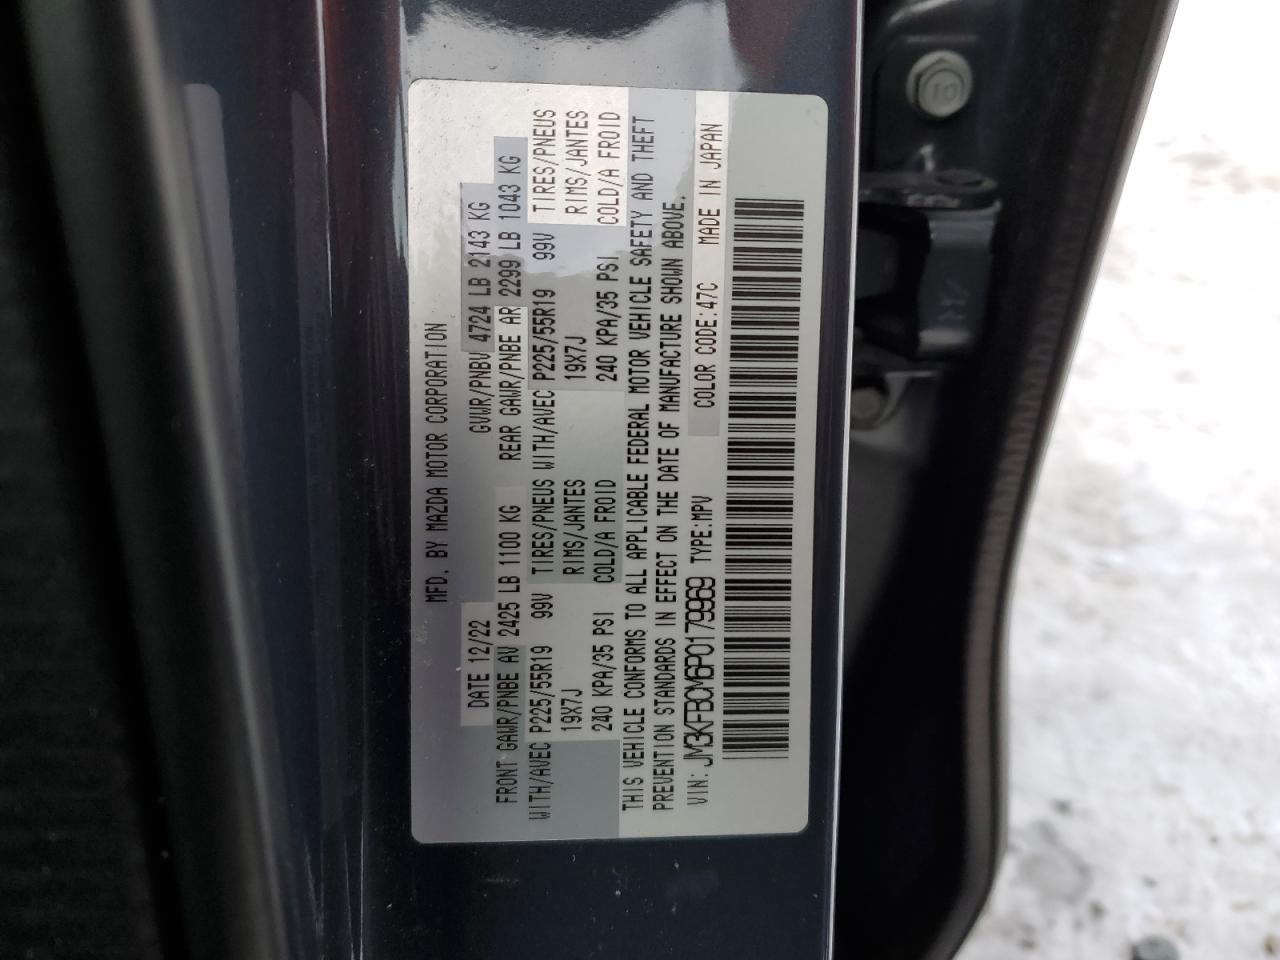 MFD. BY MAZDA MOTOR CORPORATION
DATE 12/22 GVWR/PNBV 4724 LB 2143 KG
FRONT GAWR/PNBE AV 2425 LB 1100 KG REAR GAWR/PNBE AR 2299 LB 1043 KG
WITH/AVEC P225/55R19 99V TIRES/PNEUS WITH/AVEC P225/55R19 99V TIRES/PNEUS
19X7J RIMS/JANTES 19X7J RIMS/JANTES
240 KPA/35 PSI COLD/A FROID 240 KPA/35 PSI COLD/A FROID
THIS VEHICLE CONFORMS TO ALL APPLICABLE FEDERAL MOTOR VEHICLE SAFETY AND THEFT
PREVENTION STANDARDS IN EFFECT ON THE DATE OF MANUFACTURE SHOWN ABOVE.
VIN: JM3KFBCM6P0179969 TYPE:MPV COLOR CODE:47C MADE IN JAPAN
10